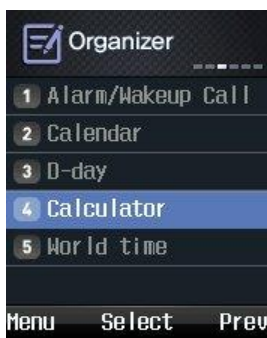 Organizer
1 Alarm/Wakeup Call
2 Calendar
3 D-day
4 Calculator
5 World time
Menu Select Prev